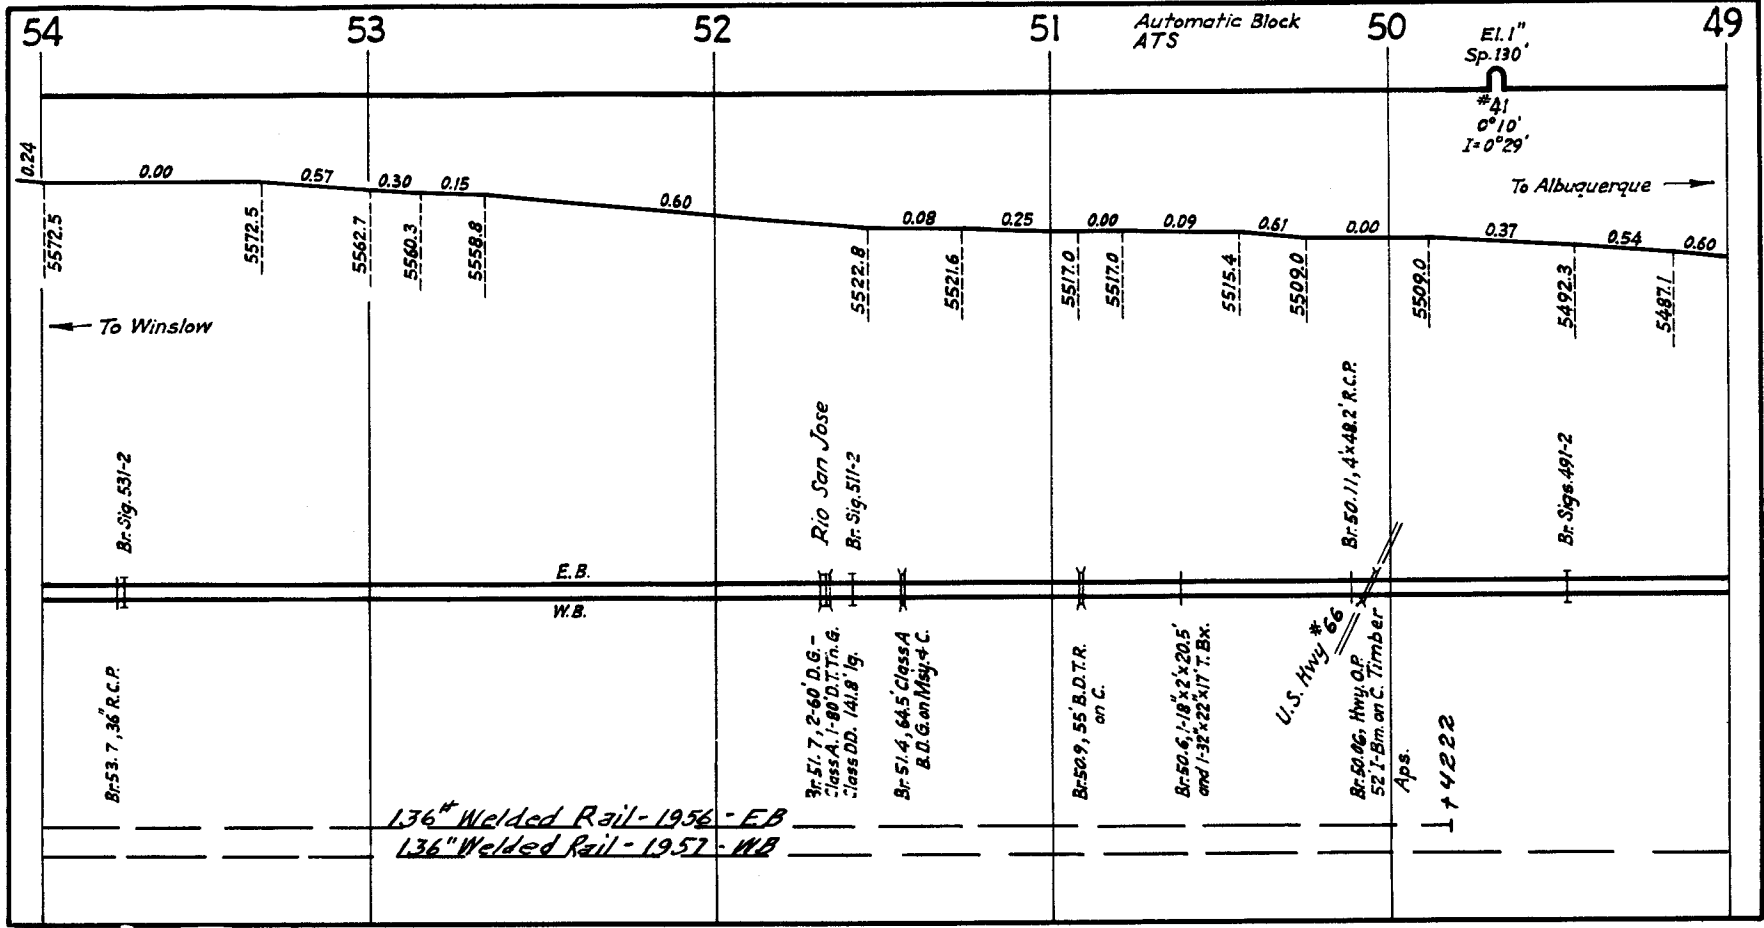 54
53
52
51
Automatic Block
ATS
50
49
El. 1"
Sp. 130'
#41
0°10'
I=0°29'
0.24
0.00
0.57
0.30
0.15
0.60
0.08
0.25
0.00
0.09
0.61
0.00
0.37
0.54
0.60
To Albuquerque
5572.5
5572.5
5562.7
5560.3
5558.8
5522.8
5521.6
5517.0
5517.0
5515.4
5509.0
5509.0
5492.3
5487.1
To Winslow
Br. Sig. 531-2
Rio San Jose
Br. Sig. 511-2
Br. 50.11, 4'x48.2' R.C.P.
Br. Sigs. 491-2
E.B.
W.B.
Br. 53.7, 36" R.C.P.
Br. 51.7, 2-60' D.G.-
Class A. 1-80' D.T.Tn.G.
Class DD. 141.8' lg.
Br. 51.4, 64.5' Class A
B.D.G. on Msy. & C.
Br. 50.9, 55' B.D.T.R.
on C.
Br. 50.6, 1-18"x2'x20.5'
and 1-32"x22"x17' T. Bx.
U.S. Hwy #66
Br. 50.06, Hwy. O.P.
52' I-Bm. on C. Timber
Aps.
+4222
136# Welded Rail - 1956 - EB
136" Welded Rail - 1957 - WB